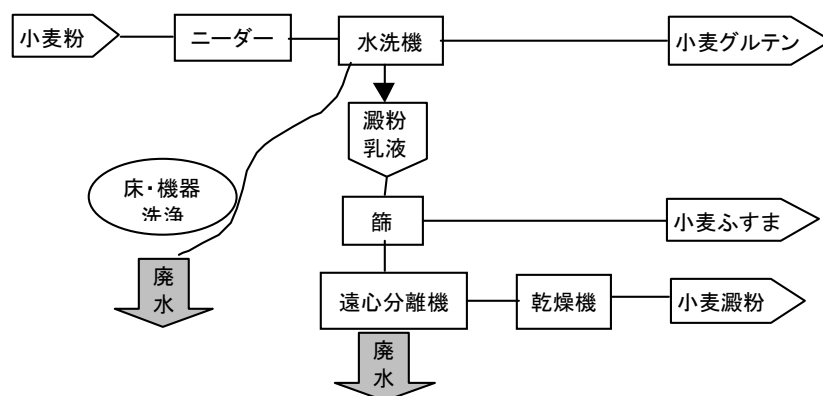 小麦粉
ニーダー
水洗機
小麦グルテン
澱粉
乳液
床・機器
洗浄
篩
小麦ふすま
廃
水
遠心分離機
乾燥機
小麦澱粉
廃
水